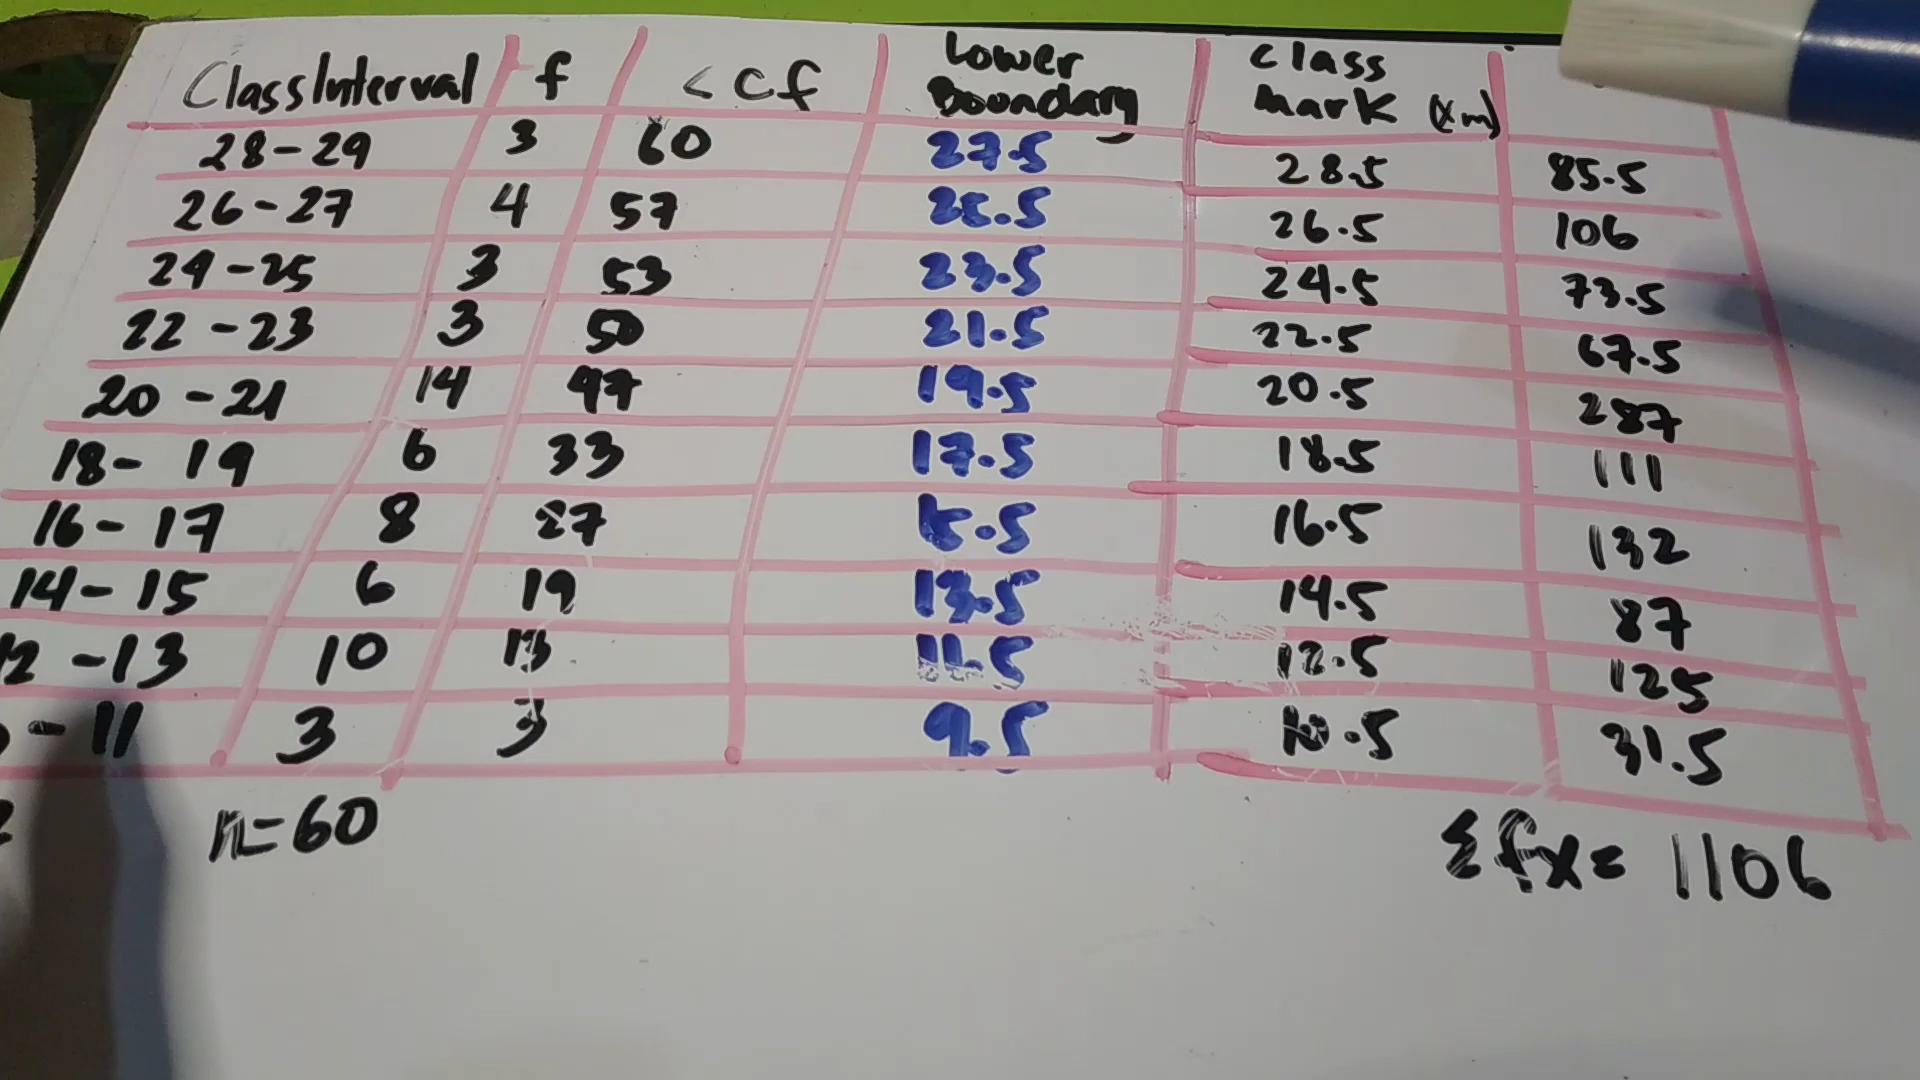 Class Interval f <cf Lower Boundary Class Mark (xm)
28-29 3 60 27.5 28.5 85.5
26-27 4 57 25.5 26.5 106
24-25 3 53 23.5 24.5 73.5
22-23 3 50 21.5 22.5 67.5
20-21 14 47 19.5 20.5 287
18-19 6 33 17.5 18.5 111
16-17 8 27 15.5 16.5 132
14-15 6 19 13.5 14.5 87
2-13 10 13 11.5 12.5 125
-11 3 3 9.5 10.5 31.5
n=60 Σfx= 1106